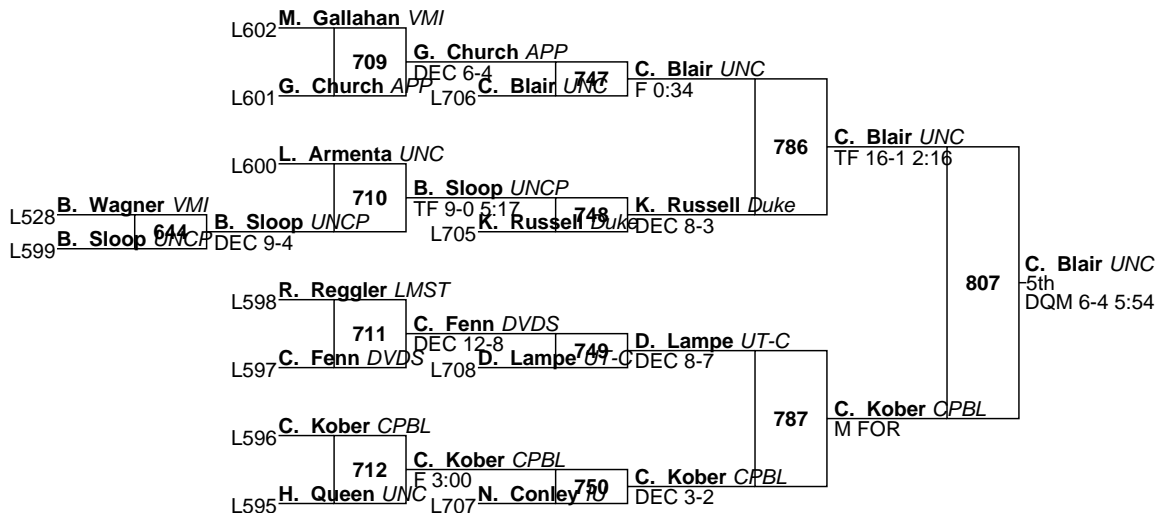 L602 M. Gallahan VMI
709
G. Church APP
DEC 6-4
L601 G. Church APP
L706 C. Blair UNC
747
C. Blair UNC
F 0:34
786
C. Blair UNC
TF 16-1 2:16
L600 L. Armenta UNC
710
B. Sloop UNCP
TF 9-0 5:17
L528 B. Wagner VMI
644
B. Sloop UNCP
DEC 9-4
L599 B. Sloop UNCP
L705 K. Russell Duke
748
K. Russell Duke
DEC 8-3
807
C. Blair UNC
5th
DQM 6-4 5:54
L598 R. Reggler LMST
711
C. Fenn DVDS
DEC 12-8
L597 C. Fenn DVDS
L708 D. Lampe UT-C
749
D. Lampe UT-C
DEC 8-7
787
C. Kober CPBL
M FOR
L596 C. Kober CPBL
712
C. Kober CPBL
F 3:00
L595 H. Queen UNC
L707 N. Conley IU
750
C. Kober CPBL
DEC 3-2